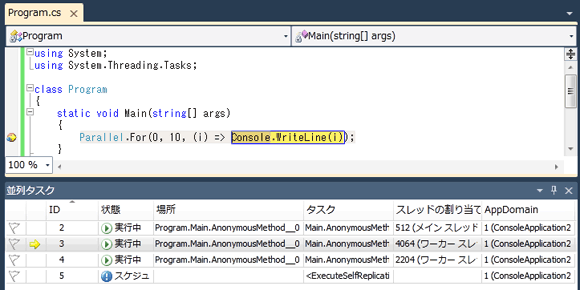 Program.cs
Program
Main(string[] args)
using System;
using System.Threading.Tasks;
class Program
{
static void Main(string[] args)
{
Parallel.For(0, 10, (i) => Console.WriteLine(i));
}
100 %
並列タスク
ID 状態 場所 タスク スレッドの割り当て AppDomain
2 実行中 Program.Main.AnonymousMethod__0 Main.AnonymousMeth 512 (メイン スレッド 1 (ConsoleApplication2
3 実行中 Program.Main.AnonymousMethod__0 Main.AnonymousMeth 4064 (ワーカー スレッ 1 (ConsoleApplication2
4 実行中 Program.Main.AnonymousMethod__0 Main.AnonymousMeth 2204 (ワーカー スレッ 1 (ConsoleApplication2
5 スケジュ <ExecuteSelfReplicati 1 (ConsoleApplication2